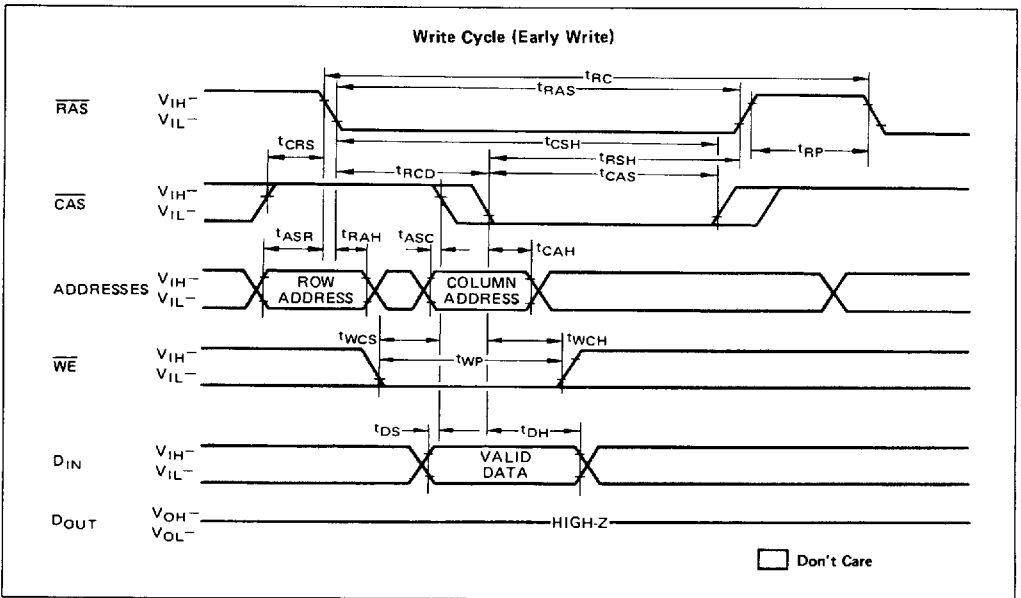 Write Cycle (Early Write)
tRC
tRAS
RAS
VIH–
VIL–
tCRS
tCSH
tRSH
tRP
tRCD
tCAS
CAS
VIH–
VIL–
tASR
tRAH
tASC
tCAH
ADDRESSES
VIH–
VIL–
ROW
ADDRESS
COLUMN
ADDRESS
tWCS
tWP
tWCH
WE
VIH–
VIL–
tDS
tDH
DIN
VIH–
VIL–
VALID
DATA
DOUT
VOH–
VOL–
HIGH-Z
Don't Care